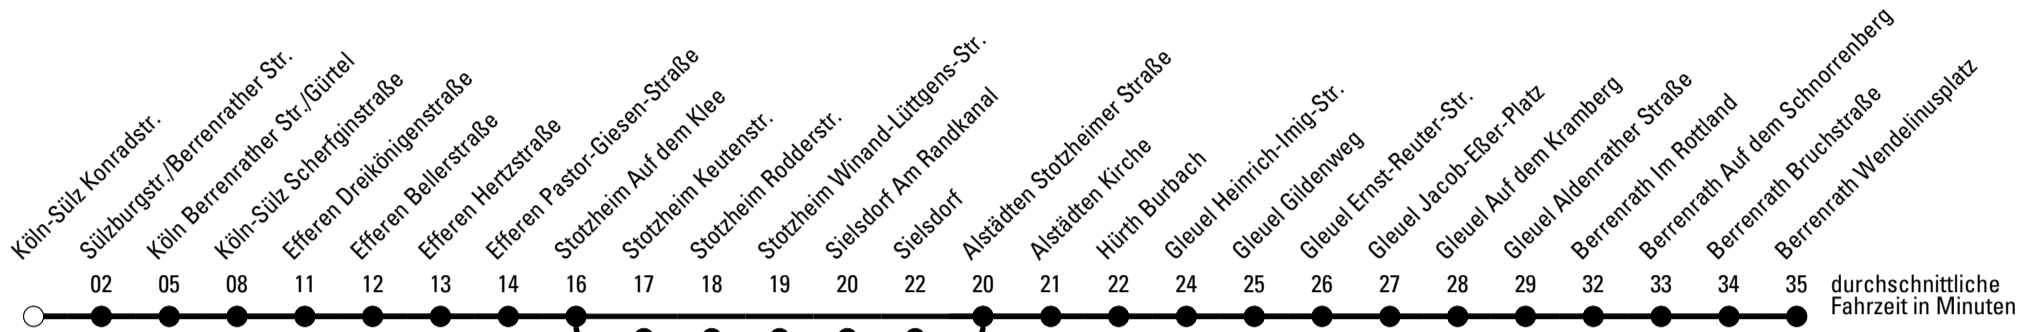 Köln-Sülz Konradstr.
Sülzburgstr./Berrenrather Str.
Köln Berrenrather Str./Gürtel
Köln-Sülz Scherfginstraße
Efferen Dreikönigenstraße
Efferen Bellerstraße
Efferen Hertzstraße
Efferen Pastor-Giesen-Straße
Stotzheim Auf dem Klee
Stotzheim Keutenstr.
Stotzheim Rodderstr.
Stotzheim Winand-Lüttgens-Str.
Sielsdorf Am Randkanal
Sielsdorf
Alstädten Stotzheimer Straße
Alstädten Kirche
Hürth Burbach
Gleuel Heinrich-Imig-Str.
Gleuel Gildenweg
Gleuel Ernst-Reuter-Str.
Gleuel Jacob-Eßer-Platz
Gleuel Auf dem Kramberg
Gleuel Aldenrather Straße
Berrenrath Im Rottland
Berrenrath Auf dem Schnorrenberg
Berrenrath Bruchstraße
Berrenrath Wendelinusplatz
02 05 08 11 12 13 14 16 17 18 19 20 22 20 21 22 24 25 26 27 28 29 32 33 34 35 durchschnittliche
Fahrzeit in Minuten